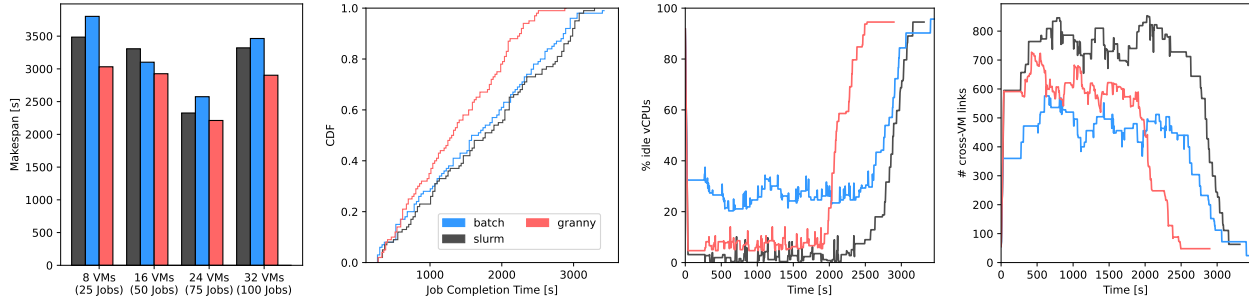 Makespan [s]
3500
3000
2500
2000
1500
1000
500
0
8 VMs
(25 Jobs)
16 VMs
(50 Jobs)
24 VMs
(75 Jobs)
32 VMs
(100 Jobs)
CDF
1.0
0.8
0.6
0.4
0.2
0.0
batch
slurm
granny
1000
2000
3000
Job Completion Time [s]
% idle vCPUs
100
80
60
40
20
0
0
500 1000 1500 2000 2500 3000
Time [s]
# cross-VM links
800
700
600
500
400
300
200
100
0
0
500 1000 1500 2000 2500 3000
Time [s]